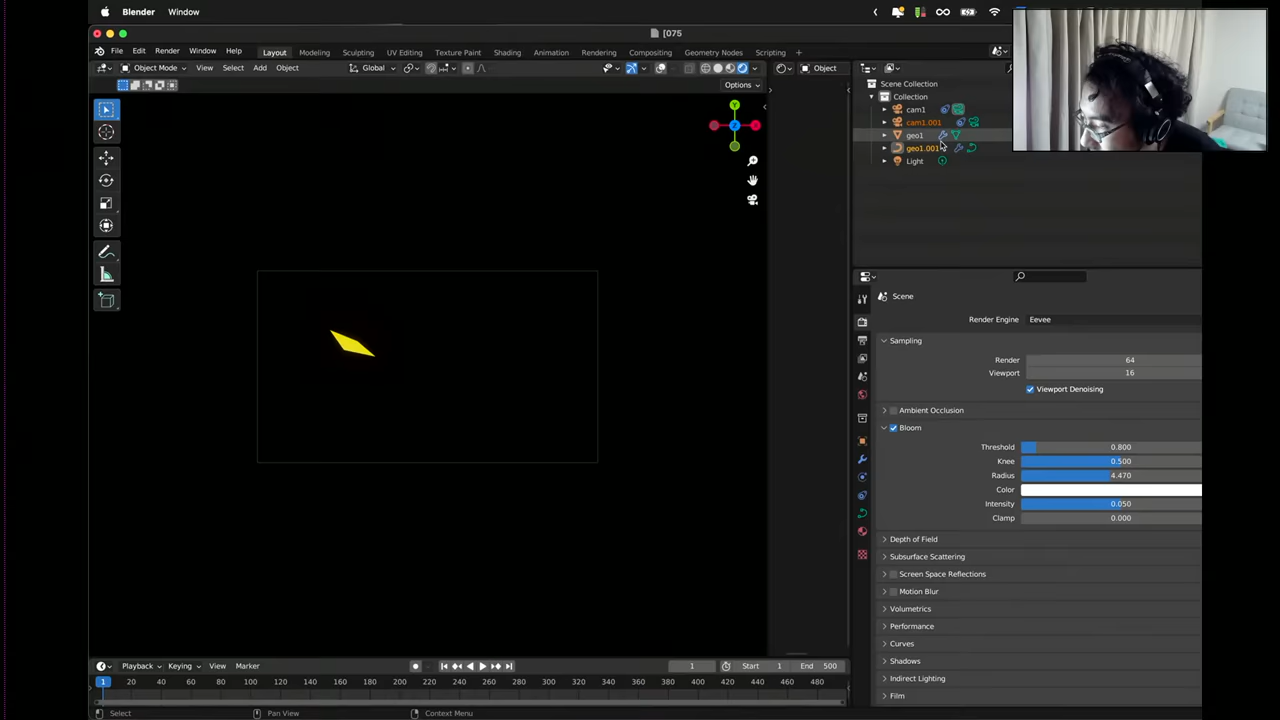 Blender Window
[075
File Edit Render Window Help Layout Modeling Sculpting UV Editing Texture Paint Shading Animation Rendering Compositing Geometry Nodes Scripting +
Object Mode View Select Add Object Global Object
Options
Scene Collection
Collection
cam1
cam1.001
geo1
geo1.001
Light
Y
Z
X
Scene
Render Engine Eevee
Sampling
Render 64
Viewport 16
Viewport Denoising
Ambient Occlusion
Bloom
Threshold 0.800
Knee 0.500
Radius 4.470
Color
Intensity 0.050
Clamp 0.000
Depth of Field
Subsurface Scattering
Screen Space Reflections
Motion Blur
Volumetrics
Performance
Curves
Shadows
Indirect Lighting
Film
Playback Keying View Marker 1 Start 1 End 500
1 20 40 60 80 100 120 140 160 180 200 220 240 260 280 300 320 340 360 380 400 420 440 460 480
Select Pan View Context Menu